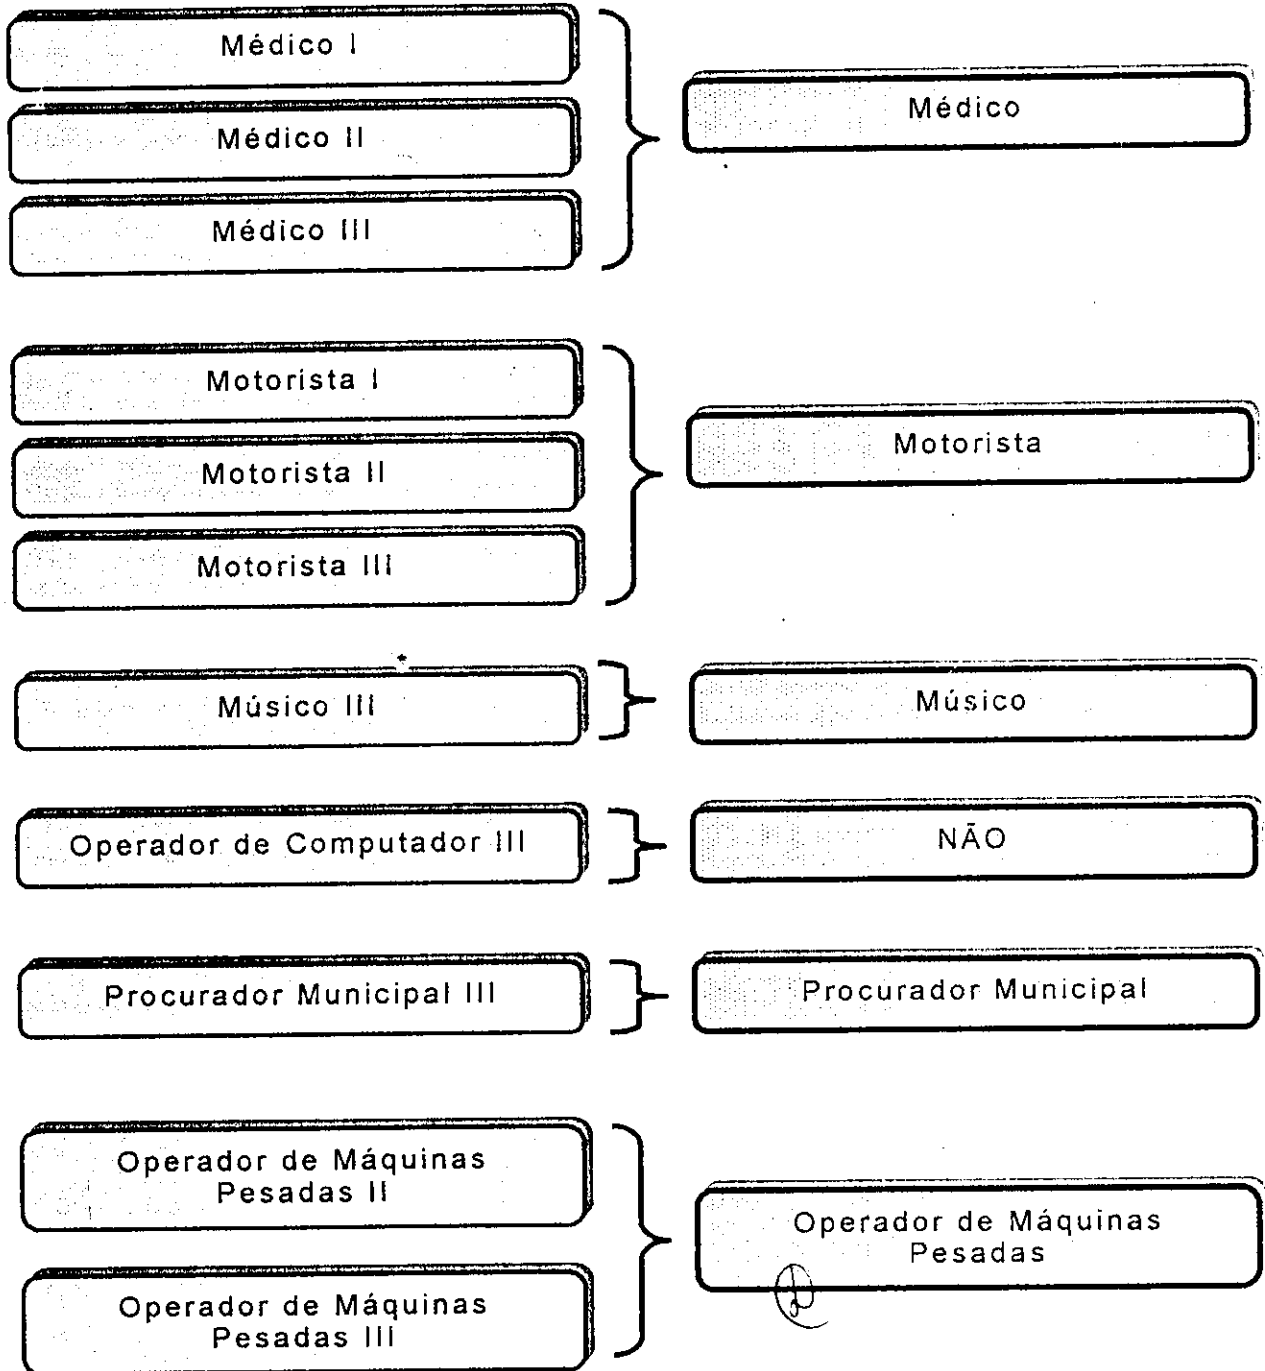 Médico I
Médico II
Médico III
Médico
Motorista I
Motorista II
Motorista III
Motorista
Músico III
Músico
Operador de Computador III
NÃO
Procurador Municipal III
Procurador Municipal
Operador de Máquinas
Pesadas II
Operador de Máquinas
Pesadas III
Operador de Máquinas
Pesadas